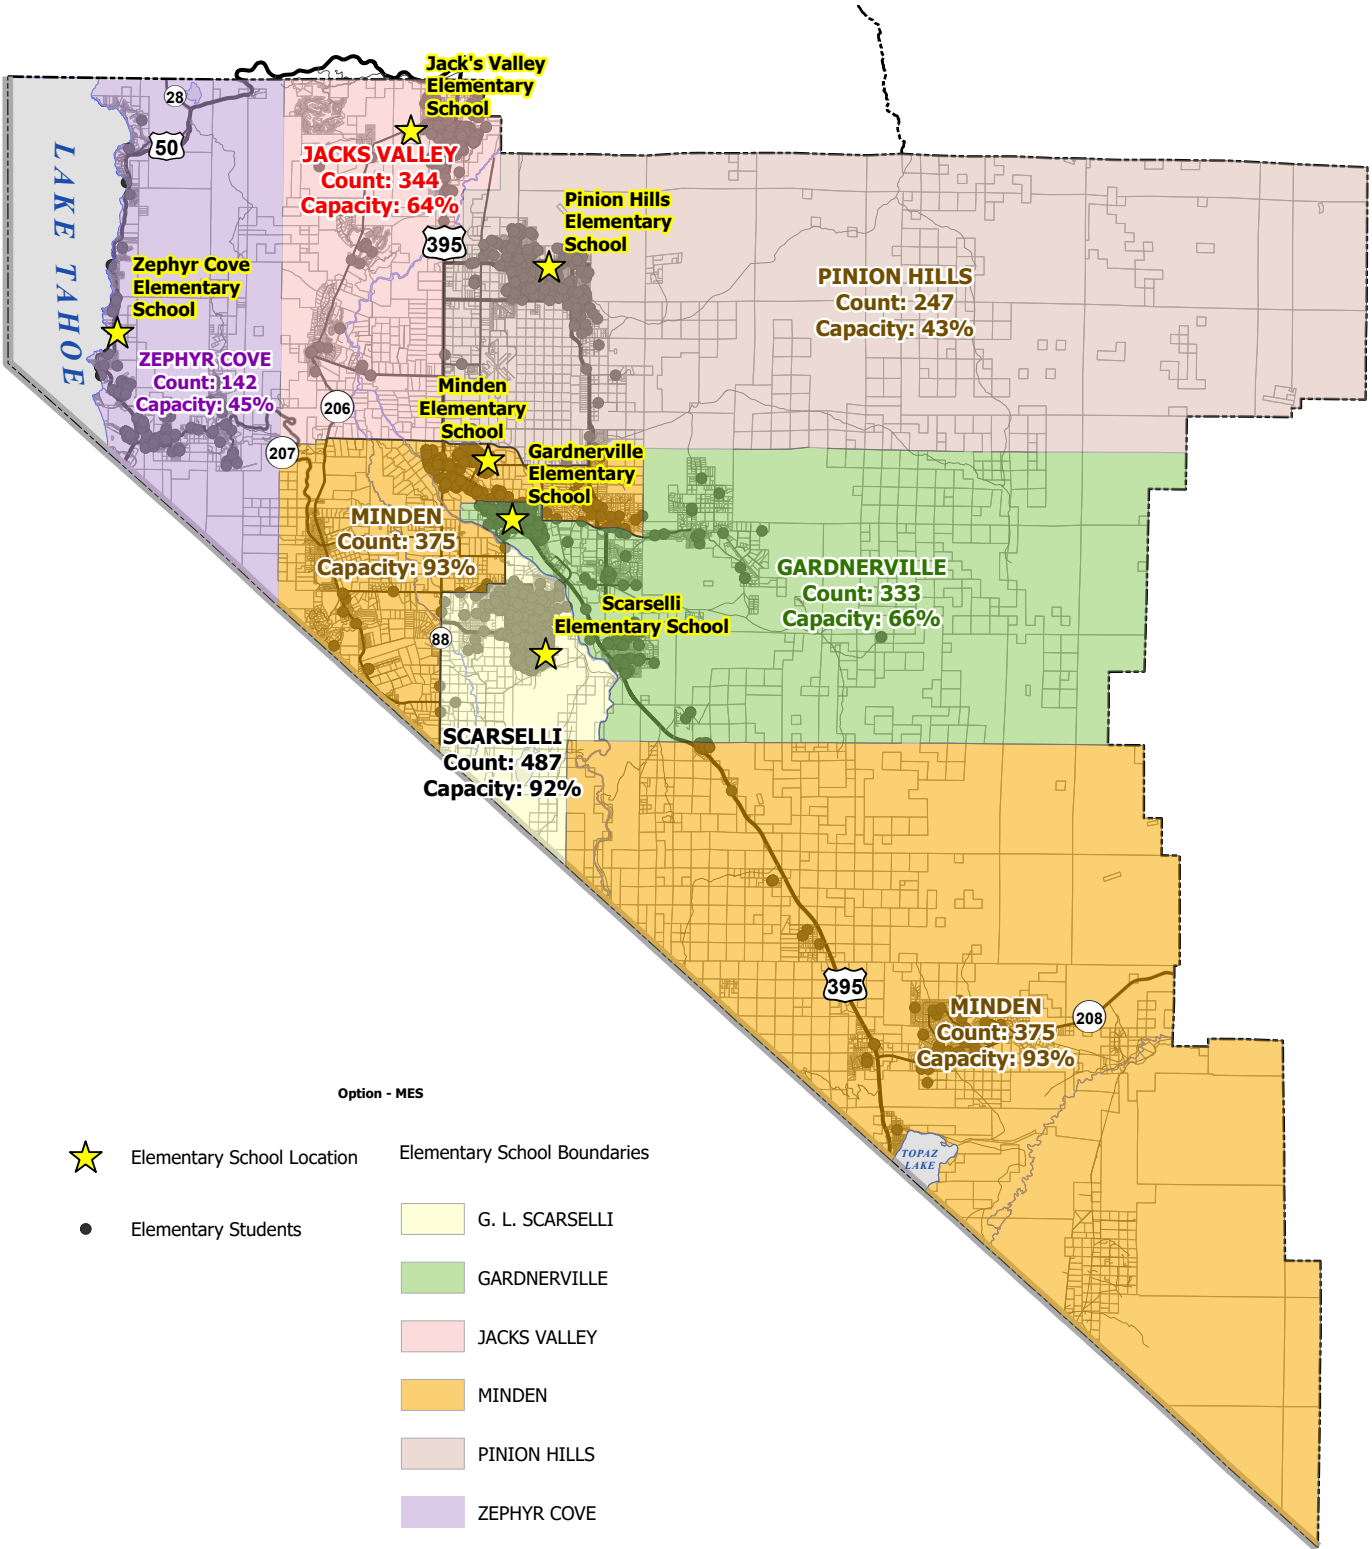 Jack's Valley
Elementary
School
28
50
LAKE TAHOE
JACKS VALLEY
Count: 344
Capacity: 64%
395
Pinion Hills
Elementary
School
Zephyr Cove
Elementary
School
PINION HILLS
Count: 247
Capacity: 43%
ZEPHYR COVE
Count: 142
Capacity: 45%
206
Minden
Elementary
School
207
Gardnerville
Elementary
School
MINDEN
Count: 375
Capacity: 93%
GARDNERVILLE
Count: 333
Capacity: 66%
Scarselli
Elementary School
88
SCARSELLI
Count: 487
Capacity: 92%
395
MINDEN
Count: 375
Capacity: 93%
208
TOPAZ
LAKE
Option - MES
Elementary School Location
Elementary Students
Elementary School Boundaries
G. L. SCARSELLI
GARDNERVILLE
JACKS VALLEY
MINDEN
PINION HILLS
ZEPHYR COVE